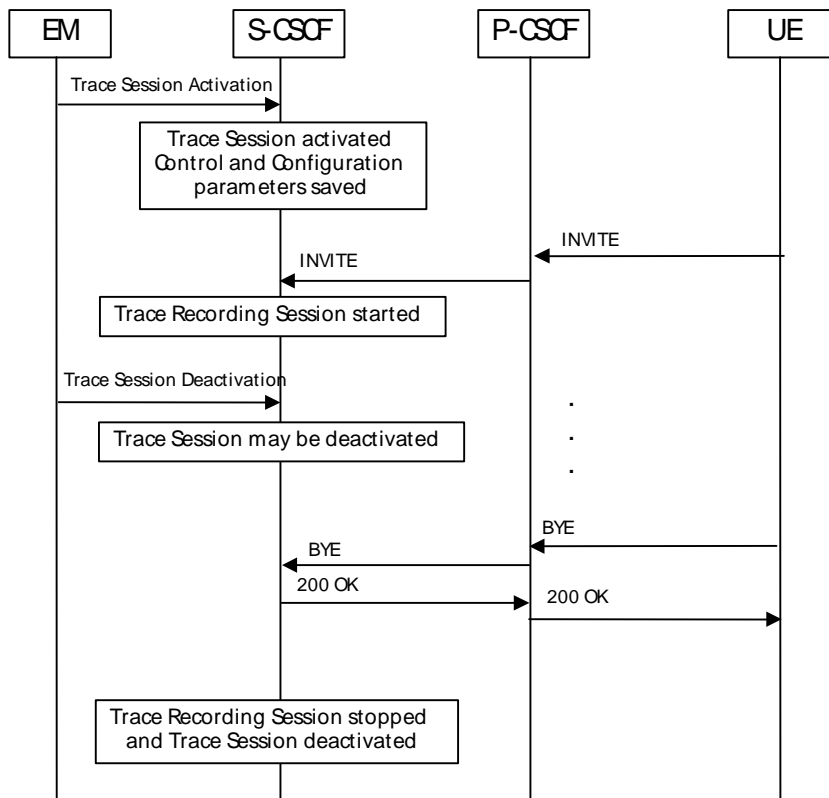 EM
S-CSCF
P-CSCF
UE
Trace Session Activation
Trace Session activated
Control and Configuration
parameters saved
INVITE
INVITE
Trace Recording Session started
Trace Session Deactivation
Trace Session may be deactivated
.
.
.
BYE
BYE
200 OK
200 OK
Trace Recording Session stopped
and Trace Session deactivated